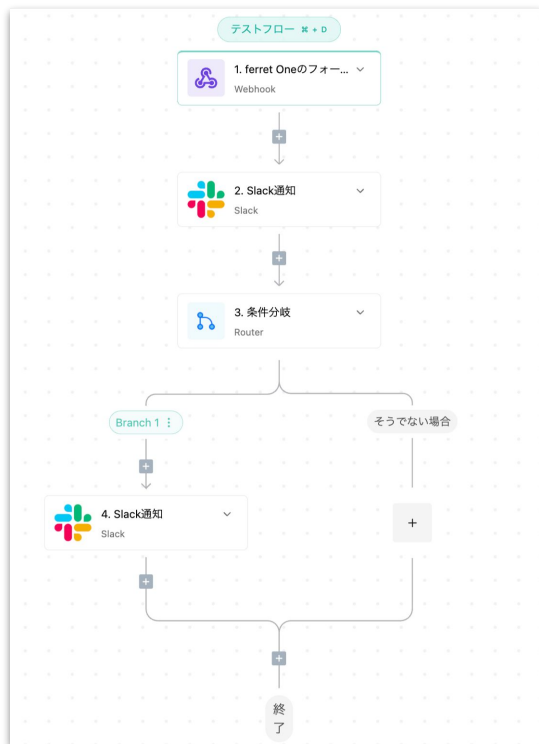 テストフロー ⌘ + D
1. ferret Oneのフォー...
Webhook
2. Slack通知
Slack
3. 条件分岐
Router
Branch 1
そうでない場合
4. Slack通知
Slack
終
了